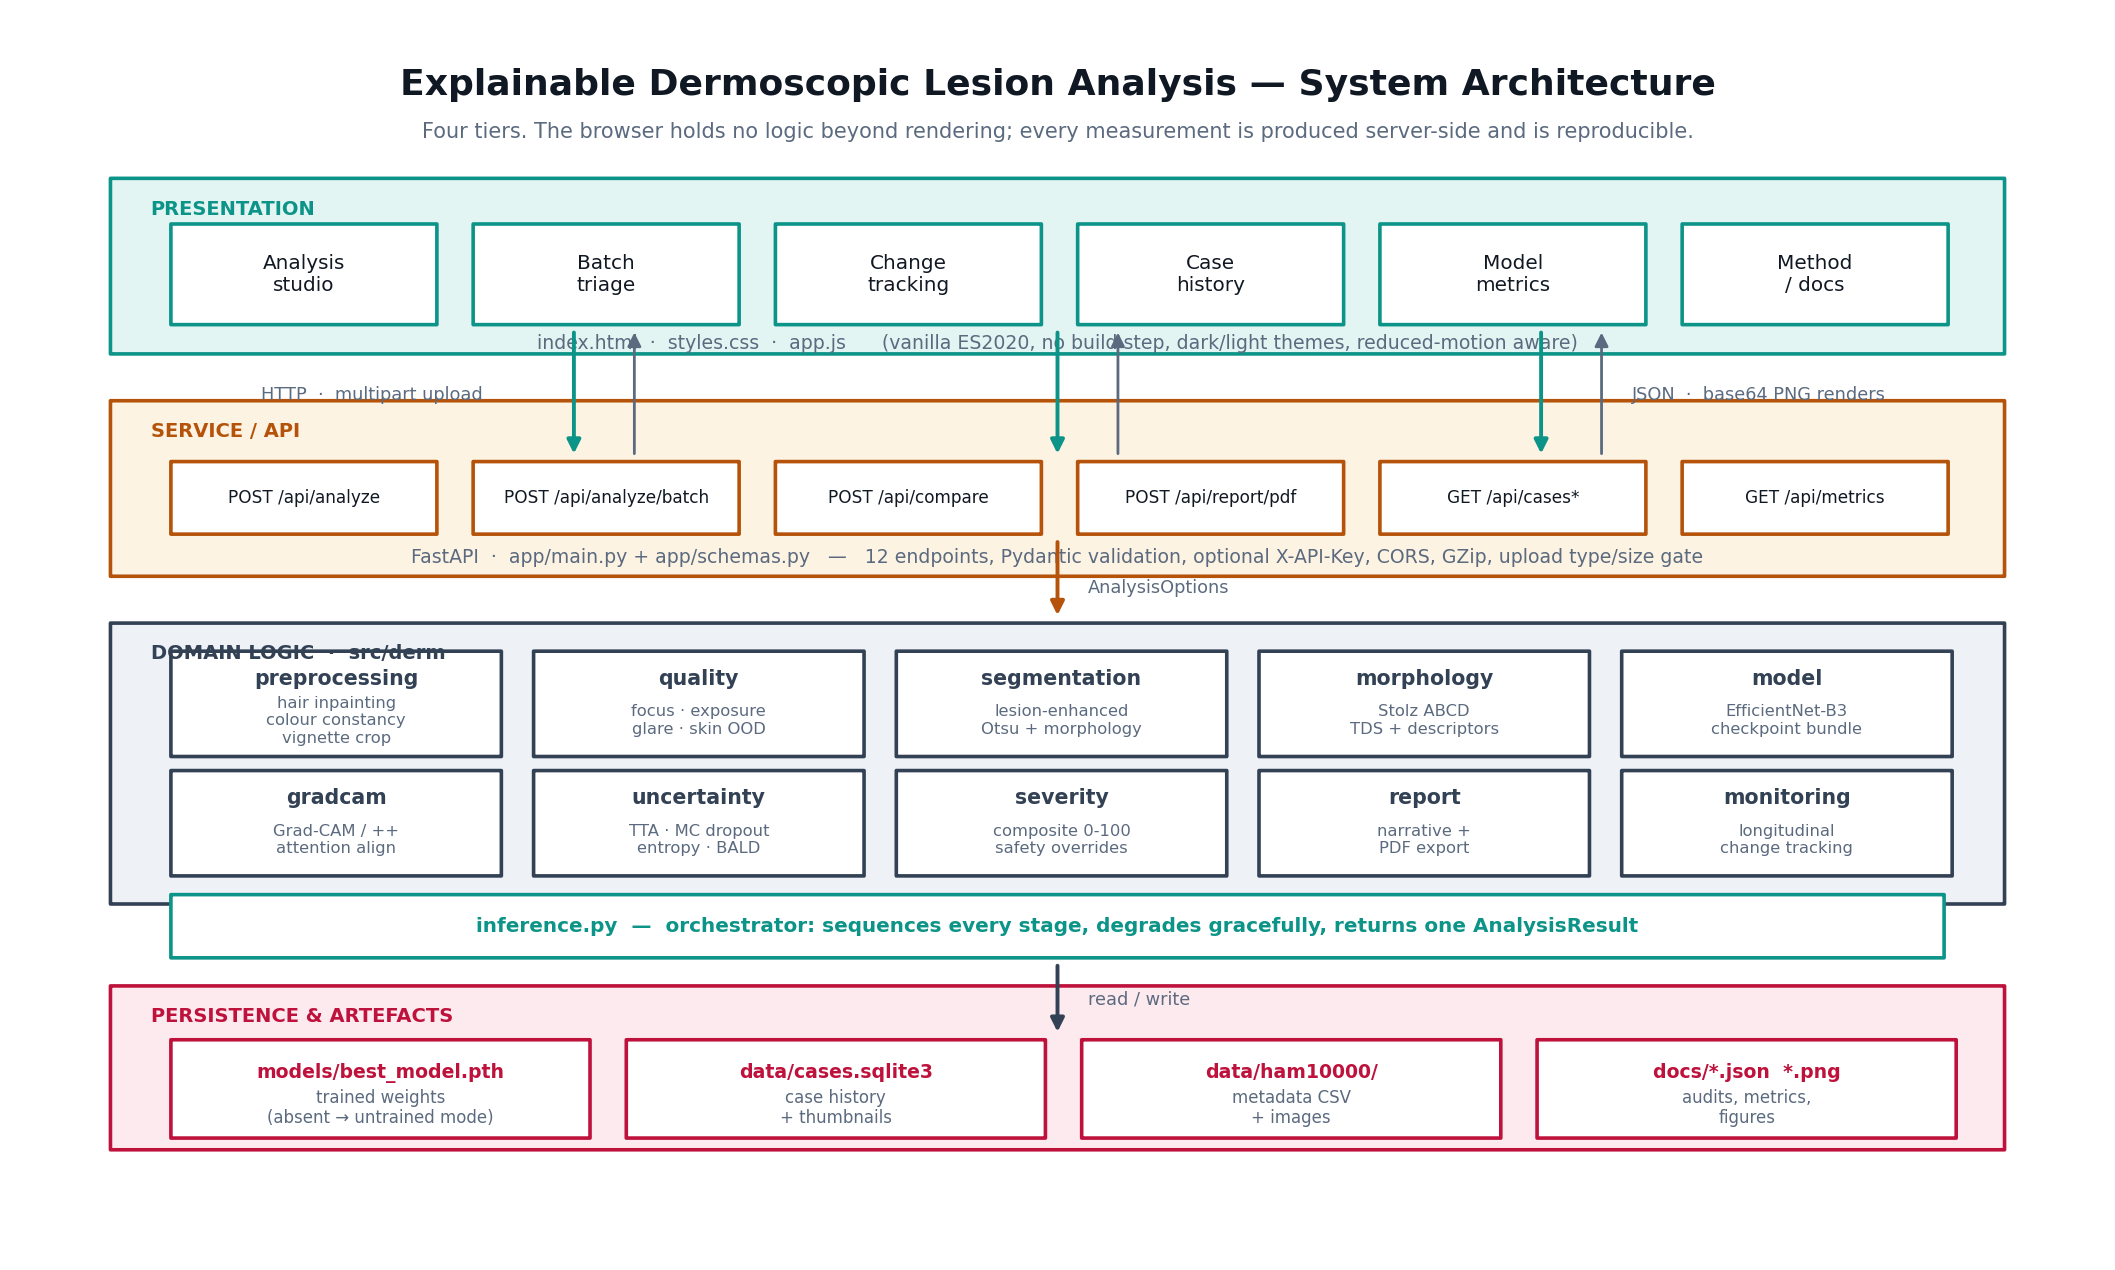 Explainable Dermoscopic Lesion Analysis — System Architecture
Four tiers. The browser holds no logic beyond rendering; every measurement is produced server-side and is reproducible.
PRESENTATION
Analysis
studio
Batch
triage
Change
tracking
Case
history
Model
metrics
Method
/ docs
index.html · styles.css · app.js (vanilla ES2020, no build step, dark/light themes, reduced-motion aware)
HTTP · multipart upload
JSON · base64 PNG renders
SERVICE / API
POST /api/analyze
POST /api/analyze/batch
POST /api/compare
POST /api/report/pdf
GET /api/cases*
GET /api/metrics
FastAPI · app/main.py + app/schemas.py — 12 endpoints, Pydantic validation, optional X-API-Key, CORS, GZip, upload type/size gate
AnalysisOptions
DOMAIN LOGIC · src/derm
preprocessing
hair inpainting
colour constancy
vignette crop
quality
focus · exposure
glare · skin OOD
segmentation
lesion-enhanced
Otsu + morphology
morphology
Stolz ABCD
TDS + descriptors
model
EfficientNet-B3
checkpoint bundle
gradcam
Grad-CAM / ++
attention align
uncertainty
TTA · MC dropout
entropy · BALD
severity
composite 0-100
safety overrides
report
narrative +
PDF export
monitoring
longitudinal
change tracking
inference.py — orchestrator: sequences every stage, degrades gracefully, returns one AnalysisResult
read / write
PERSISTENCE & ARTEFACTS
models/best_model.pth
trained weights
(absent → untrained mode)
data/cases.sqlite3
case history
+ thumbnails
data/ham10000/
metadata CSV
+ images
docs/*.json *.png
audits, metrics,
figures